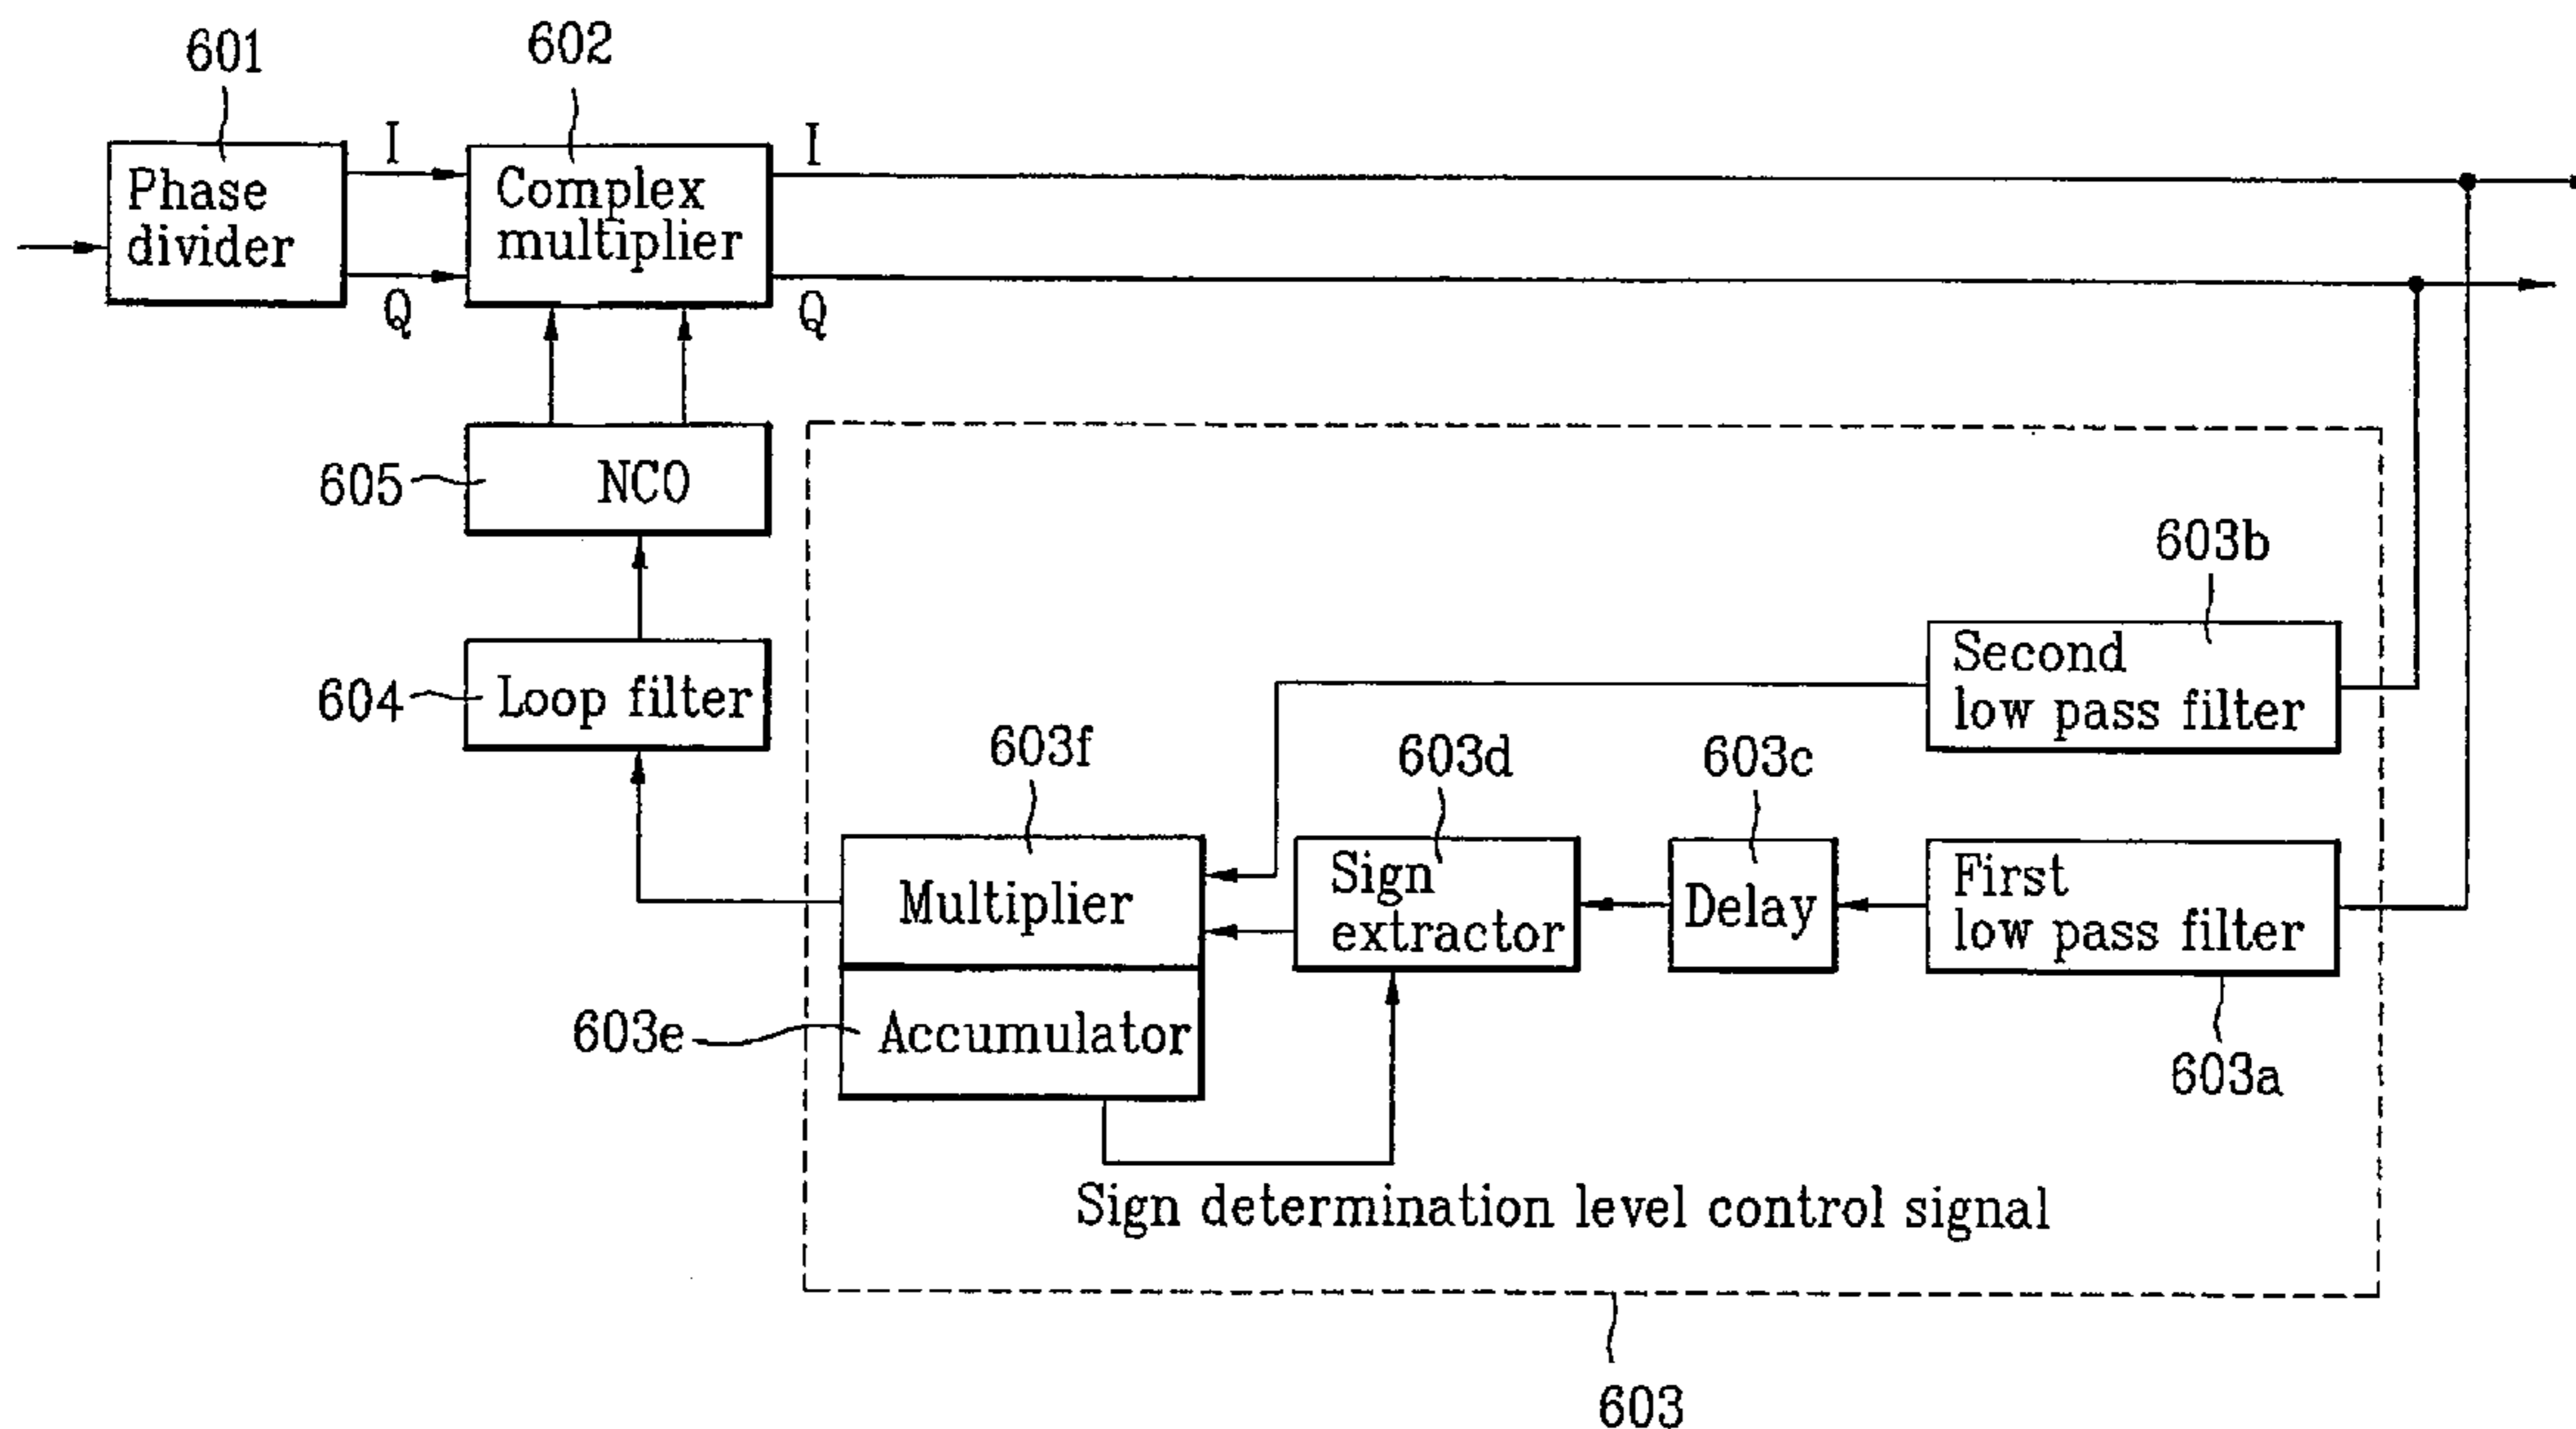 601
602
I
I
Phase
divider
Complex
multiplier
Q
Q
605
NCO
603b
Second
low pass filter
604
Loop filter
603f
603d
603c
Multiplier
Sign
extractor
Delay
First
low pass filter
603e
Accumulator
603a
Sign determination level control signal
603